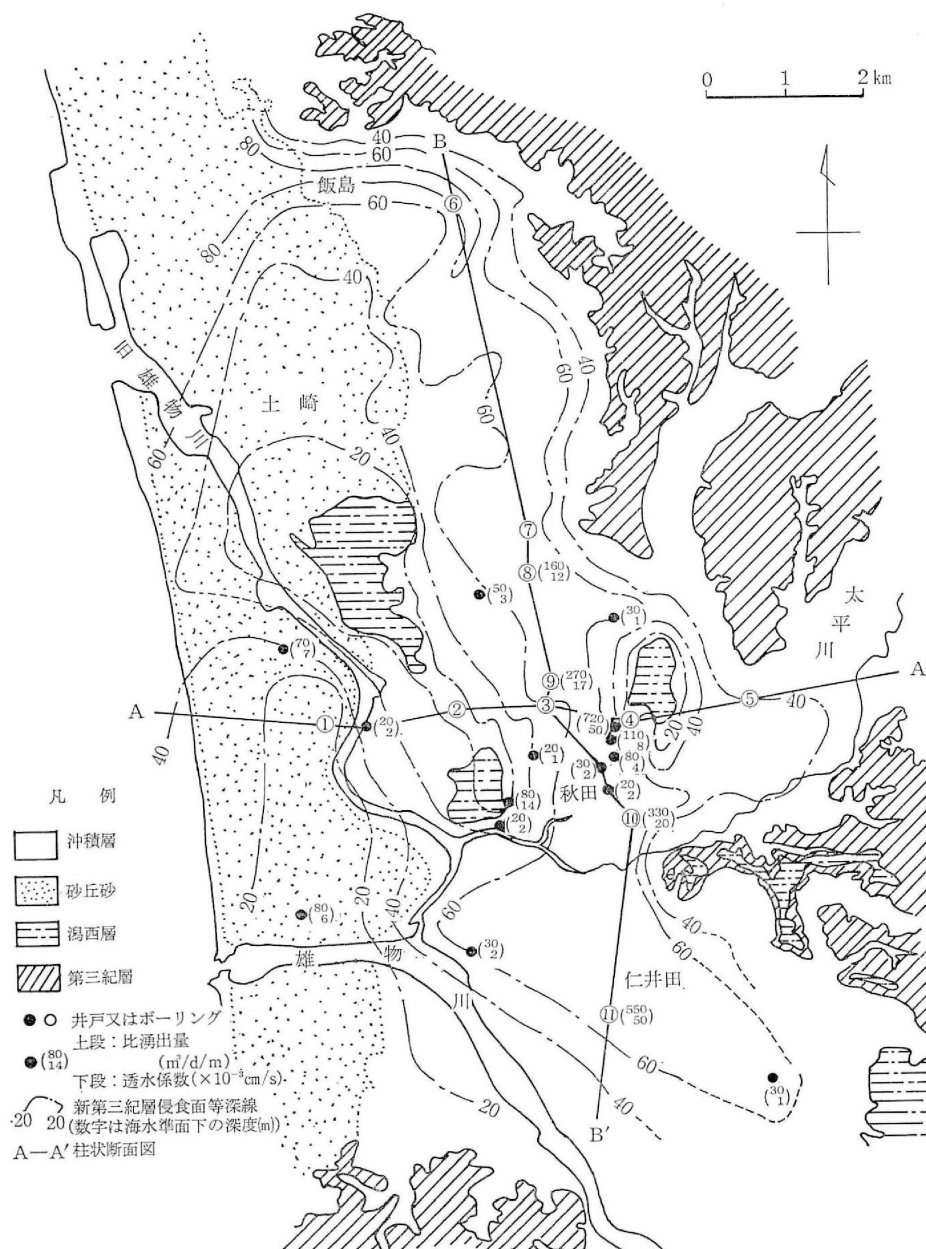 0 1 2 km
B
40
60
80
飯島
80
60
⑥
40
40
40
60
旧雄物川
土崎
60
40
60
20
⑦
⑧(160 12)
(50 3)
(30 1)
太平川
(70 7)
⑨(270 17)
A
⑤
40
A
①
(20 2)
②
③
(720 50)
④
20
40
(110 8)
(80 4)
(20 1)
(30 2)
40
秋田
(20 2)
(80 14)
(20 2)
⑩(330 20)
20
20
40
60
40
60
(80 6)
(30 2)
雄物川
仁井田
⑪(550 50)
60
(30 1)
20
40
B′
凡例
沖積層
砂丘砂
潟西層
第三紀層
井戸又はボーリング
上段:比湧出量
(80 14) (m³/d/m)
下段:透水係数(×10⁻³cm/s)
新第三紀層侵食面等深線
20 20 (数字は海水準面下の深度(m))
A—A′ 柱状断面図